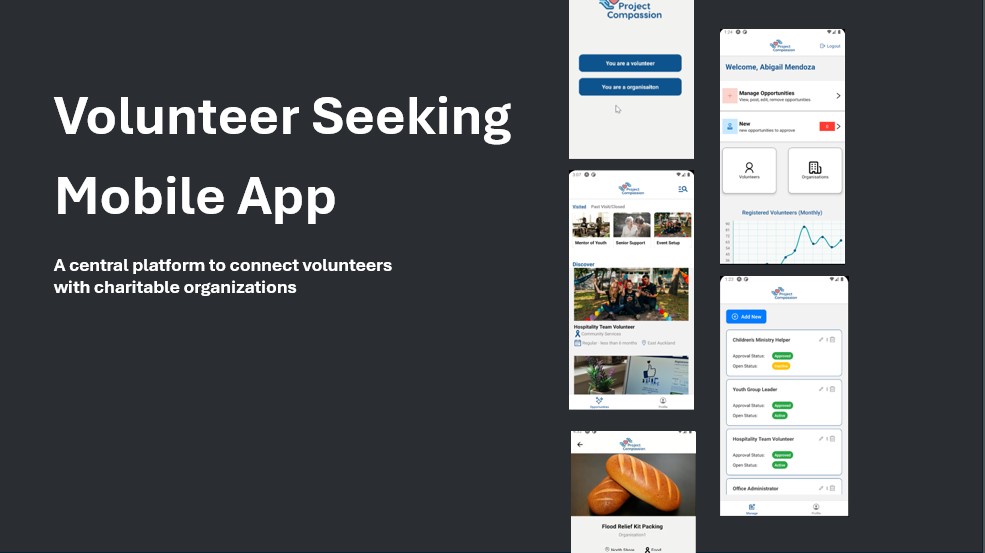 Volunteer Seeking
Mobile App
A central platform to connect volunteers
with charitable organizations
Project
Compassion
You are a volunteer
You are a organisaiton
Project
Compassion
Visited Past Visit/Closed
Mentor of Youth Senior Support Event Setup
Discover
Hospitality Team Volunteer
Community Services
Regular · less than 6 months East Auckland
Opportunities Profile
Project
Compassion
Flood Relief Kit Packing
Organisation1
North Shore Food
1:24
Project
Compassion
Logout
Welcome, Abigail Mendoza
Manage Opportunities
View, post, edit, remove opportunities
New
new opportunities to approve
Volunteers Organisations
Registered Volunteers (Monthly)
Project
Compassion
Add New
Children's Ministry Helper
Approval Status: Approved
Open Status: Inactive
Youth Group Leader
Approval Status: Approved
Open Status: Active
Hospitality Team Volunteer
Approval Status: Approved
Open Status: Active
Office Administrator
Manage Profile